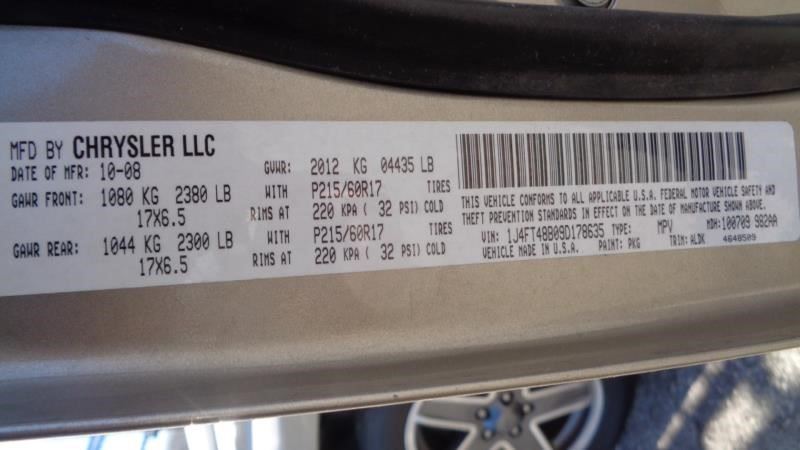 MFD BY CHRYSLER LLC
DATE OF MFR: 10-08 GVWR: 2012 KG 04435 LB
GAWR FRONT: 1080 KG 2380 LB WITH P215/60R17 TIRES
17X6.5 RIMS AT 220 KPA ( 32 PSI) COLD
GAWR REAR: 1044 KG 2300 LB WITH P215/60R17 TIRES
17X6.5 RIMS AT 220 KPA ( 32 PSI) COLD
THIS VEHICLE CONFORMS TO ALL APPLICABLE U.S.A. FEDERAL MOTOR VEHICLE SAFETY AND
THEFT PREVENTION STANDARDS IN EFFECT ON THE DATE OF MANUFACTURE SHOWN ABOVE.
VIN: 1J4FT48B09D178635 TYPE: MPV MDH: 100709 982AA
VEHICLE MADE IN U.S.A. PAINT: PKG TRIM: ALDK 4648509